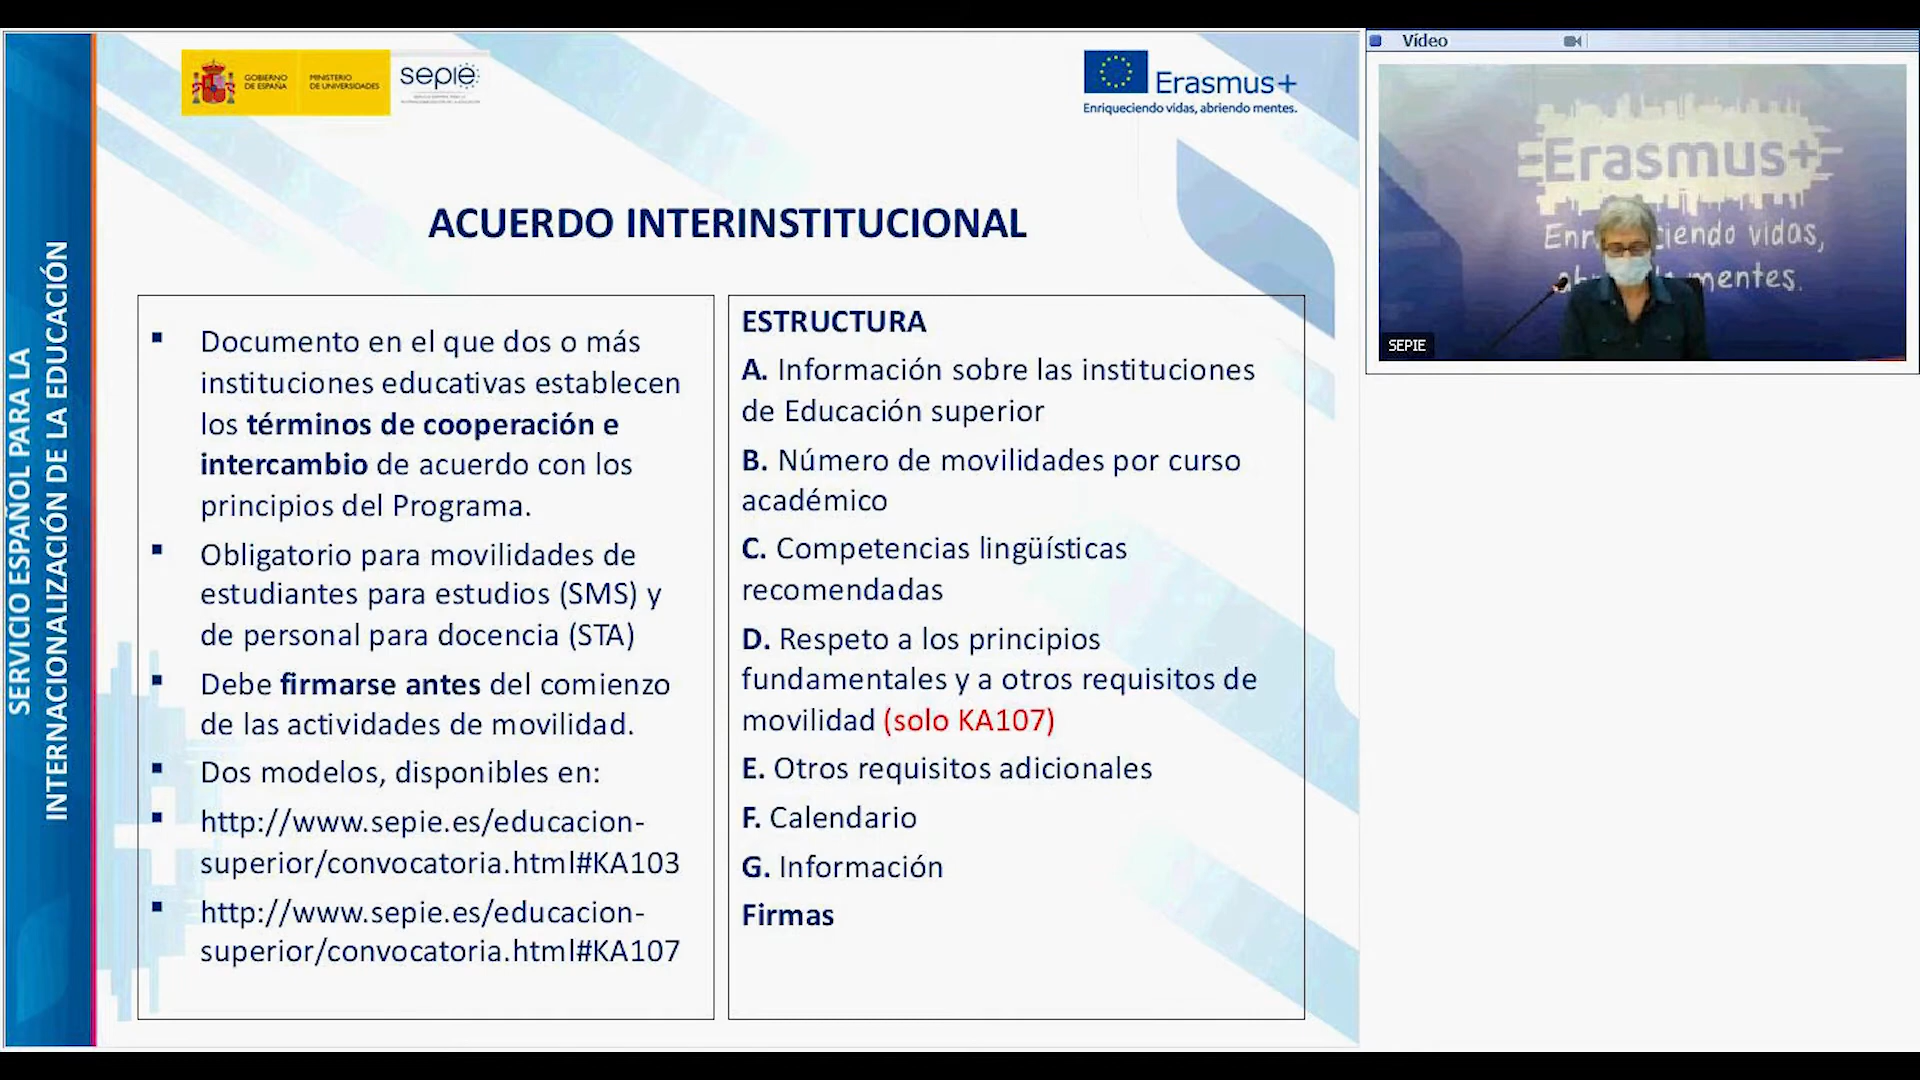 SERVICIO ESPAÑOL PARA LA
INTERNACIONALIZACIÓN DE LA EDUCACIÓN
GOBIERNO
DE ESPAÑA
MINISTERIO
DE UNIVERSIDADES
sepie
Erasmus+
Enriqueciendo vidas, abriendo mentes.
ACUERDO INTERINSTITUCIONAL
▪ Documento en el que dos o más
instituciones educativas establecen
los términos de cooperación e
intercambio de acuerdo con los
principios del Programa.
▪ Obligatorio para movilidades de
estudiantes para estudios (SMS) y
de personal para docencia (STA)
▪ Debe firmarse antes del comienzo
de las actividades de movilidad.
▪ Dos modelos, disponibles en:
▪ http://www.sepie.es/educacion-
superior/convocatoria.html#KA103
▪ http://www.sepie.es/educacion-
superior/convocatoria.html#KA107
ESTRUCTURA
A. Información sobre las instituciones
de Educación superior
B. Número de movilidades por curso
académico
C. Competencias lingüísticas
recomendadas
D. Respeto a los principios
fundamentales y a otros requisitos de
movilidad (solo KA107)
E. Otros requisitos adicionales
F. Calendario
G. Información
Firmas
Vídeo
Erasmus+
vidas,
mentes.
SEPIE